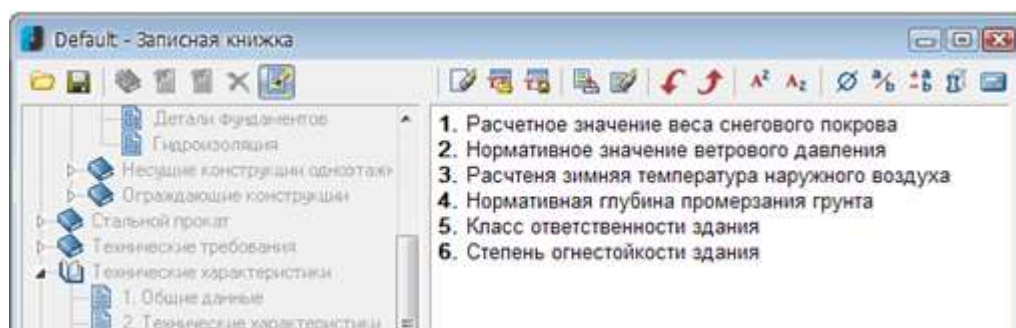 Default - Записная книжка
Детали фундаментов
Гидроизоляция
Несущие конструкции одноэтажн
Ограждающие конструкции
Стальной прокат
Технические требования
Технические характеристики
1. Общие данные
2. Технические характеристики
1. Расчетное значение веса снегового покрова
2. Нормативное значение ветрового давления
3. Расчтеня зимняя температура наружного воздуха
4. Нормативная глубина промерзания грунта
5. Класс ответственности здания
6. Степень огнестойкости здания